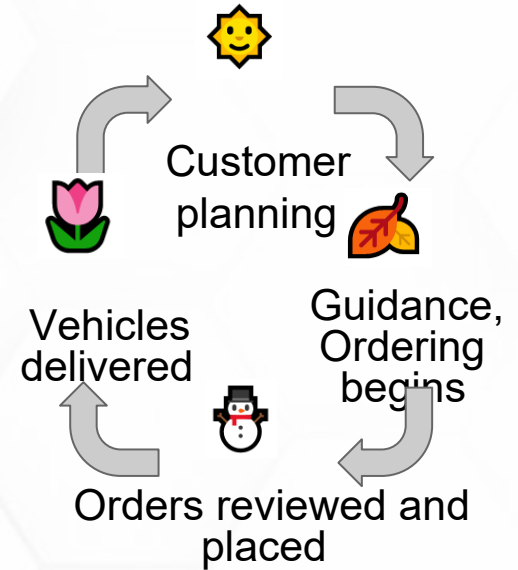 Customer
planning
Guidance,
Ordering
begins
Vehicles
delivered
Orders reviewed and
placed